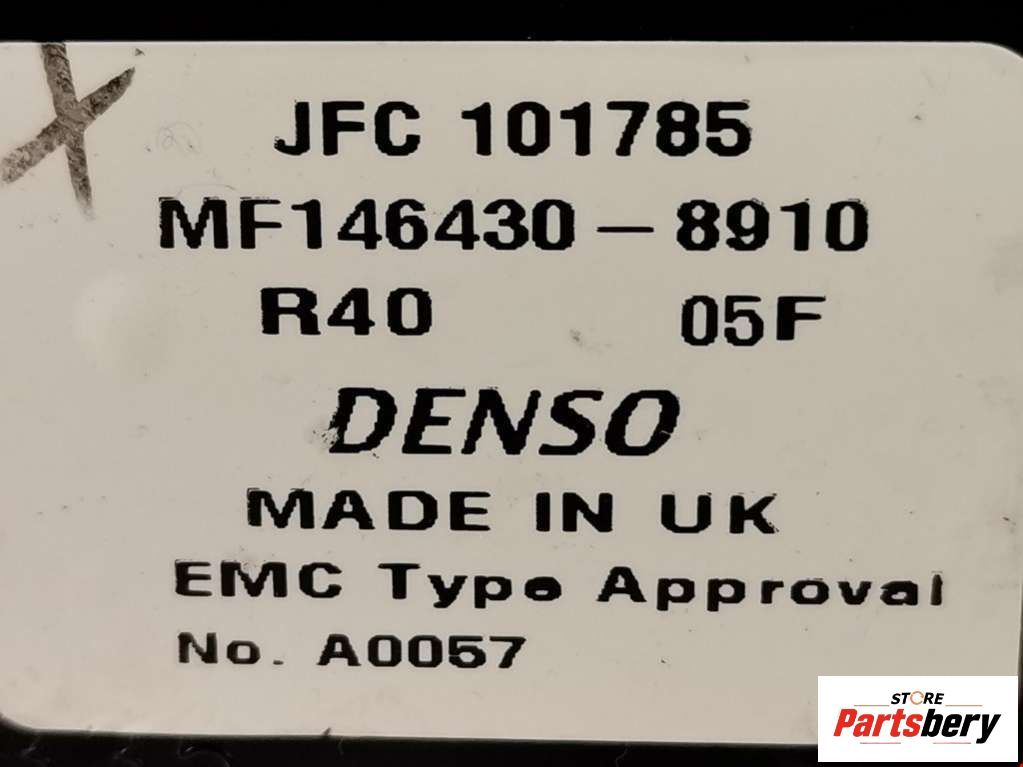 JFC 101785
MF146430-8910
R40 05F
DENSO
MADE IN UK
EMC Type Approval
No. A0057
STORE
Partsbery